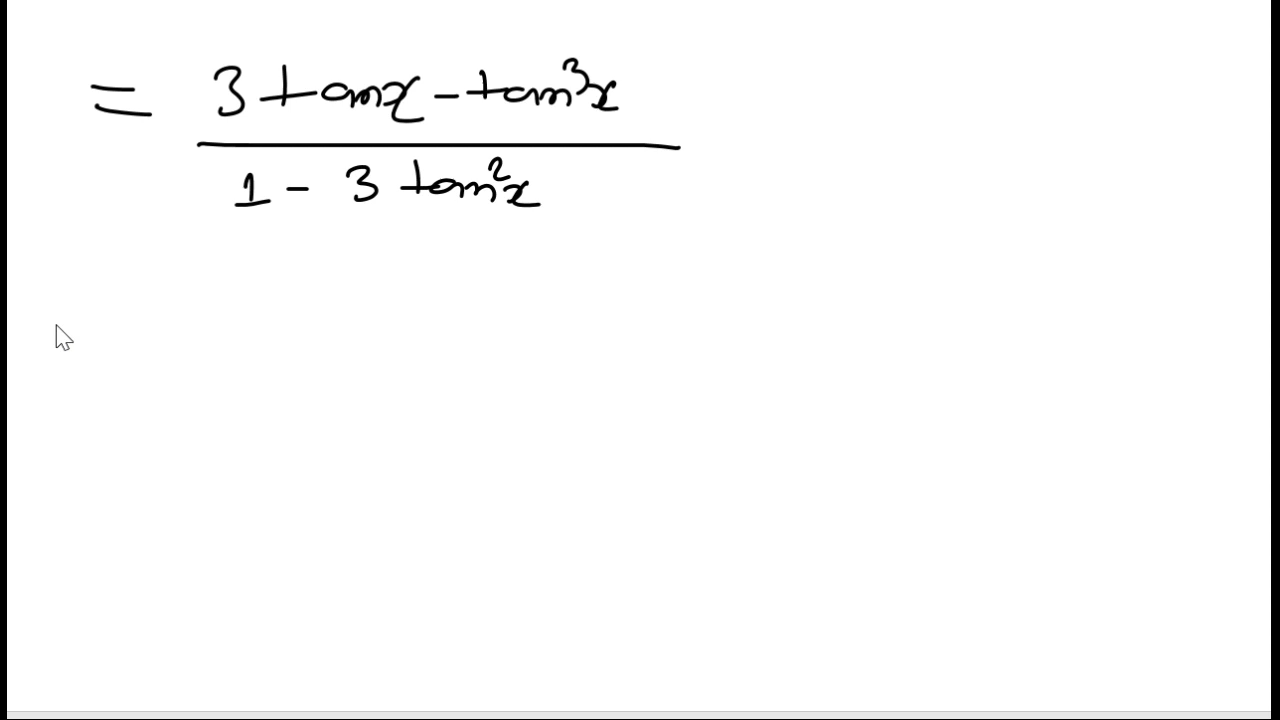 = 3 tanx - tan³x
1 - 3 tan²x